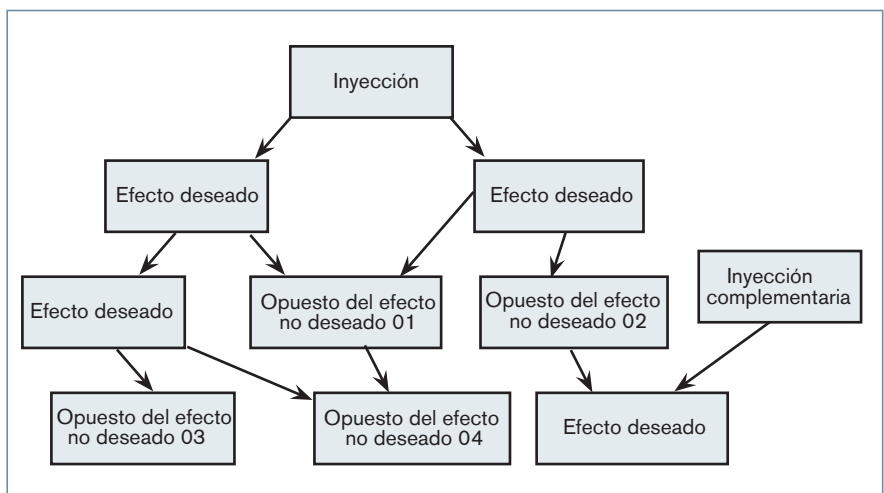 Inyección
Efecto deseado
Efecto deseado
Efecto deseado
Opuesto del efecto
no deseado 01
Opuesto del efecto
no deseado 02
Inyección
complementaria
Opuesto del efecto
no deseado 03
Opuesto del efecto
no deseado 04
Efecto deseado